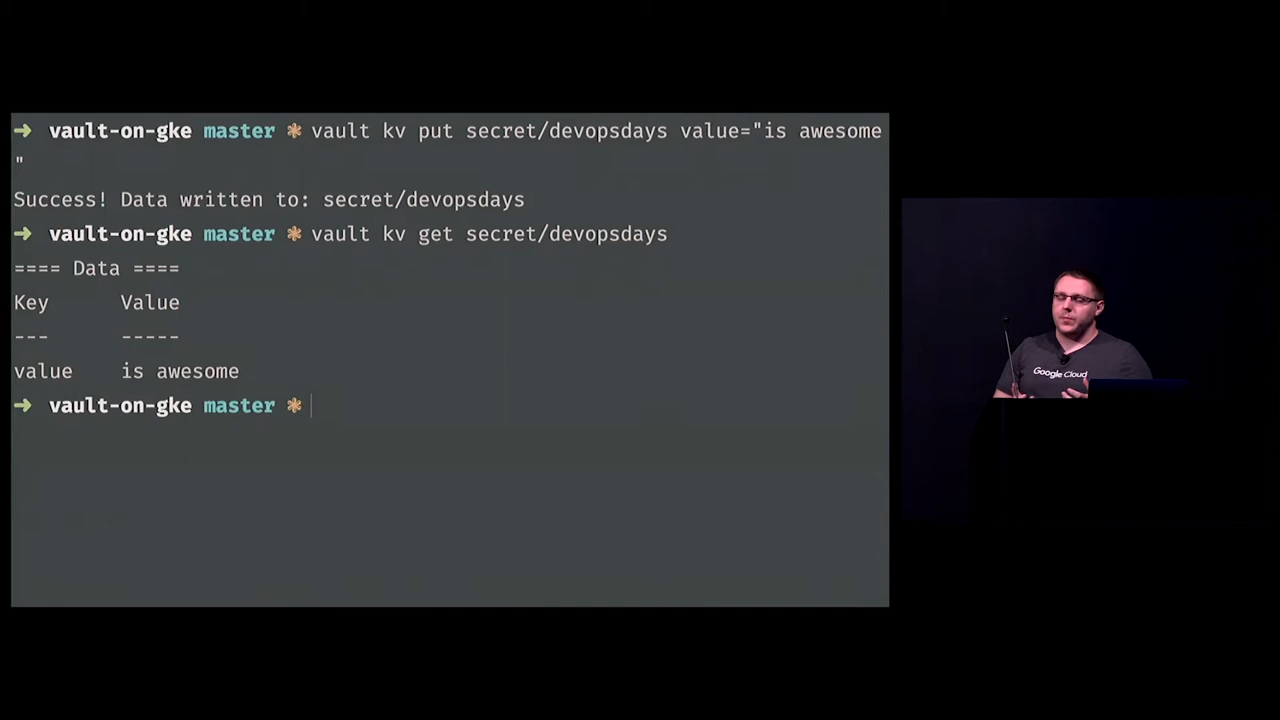 ➜ vault-on-gke master ❃ vault kv put secret/devopsdays value="is awesome
"
Success! Data written to: secret/devopsdays
➜ vault-on-gke master ❃ vault kv get secret/devopsdays
==== Data ====
Key Value
--- -----
value is awesome
➜ vault-on-gke master ❃
Google Cloud